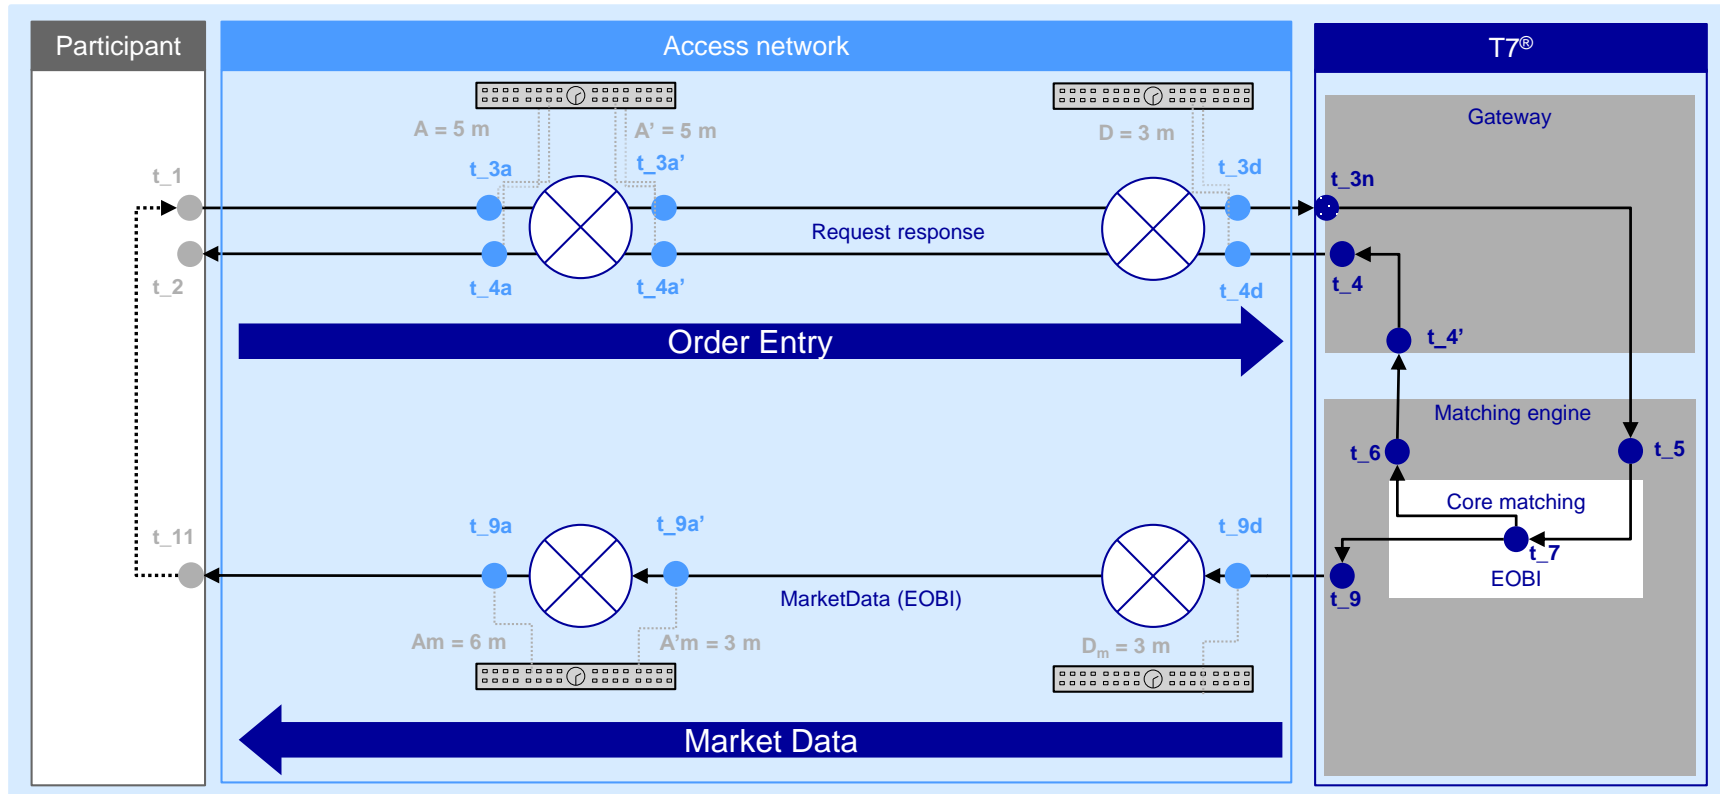 Participant
Access network
T7®
Gateway
A = 5 m
A’ = 5 m
D = 3 m
t_1
t_3a
t_3a’
t_3d
t_3n
Request response
t_2
t_4a
t_4a’
t_4d
t_4
Order Entry
t_4’
Matching engine
t_6
t_5
Core matching
t_7
EOBI
t_11
t_9a
t_9a’
t_9d
t_9
MarketData (EOBI)
Am = 6 m
A’m = 3 m
Dm = 3 m
Market Data